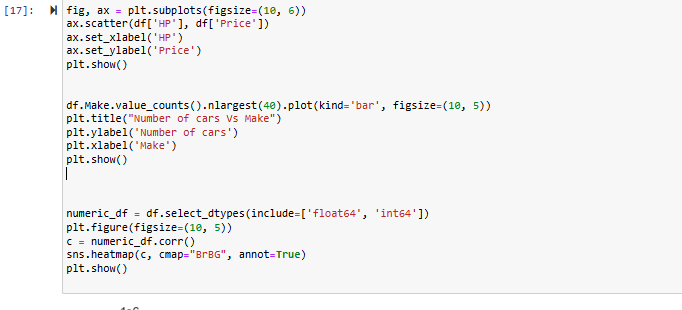 [17]:
fig, ax = plt.subplots(figsize=(10, 6))
ax.scatter(df['HP'], df['Price'])
ax.set_xlabel('HP')
ax.set_ylabel('Price')
plt.show()
df.Make.value_counts().nlargest(40).plot(kind='bar', figsize=(10, 5))
plt.title("Number of cars Vs Make")
plt.ylabel('Number of cars')
plt.xlabel('Make')
plt.show()
numeric_df = df.select_dtypes(include=['float64', 'int64'])
plt.figure(figsize=(10, 5))
c = numeric_df.corr()
sns.heatmap(c, cmap="BrBG", annot=True)
plt.show()